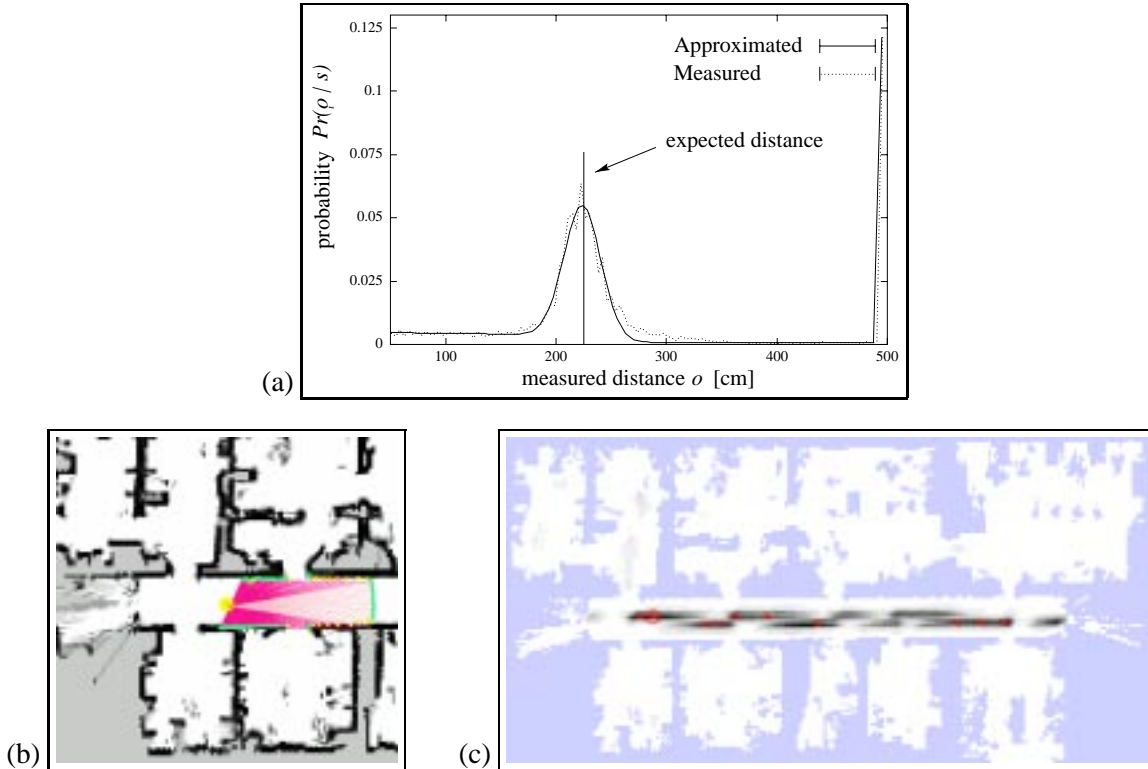 0.125
Approximated
Measured
0.1
expected distance
0.075
probability Pr(o / s)
0.05
0.025
0
100
200
300
400
500
measured distance o [cm]
(a)
(b)
(c)